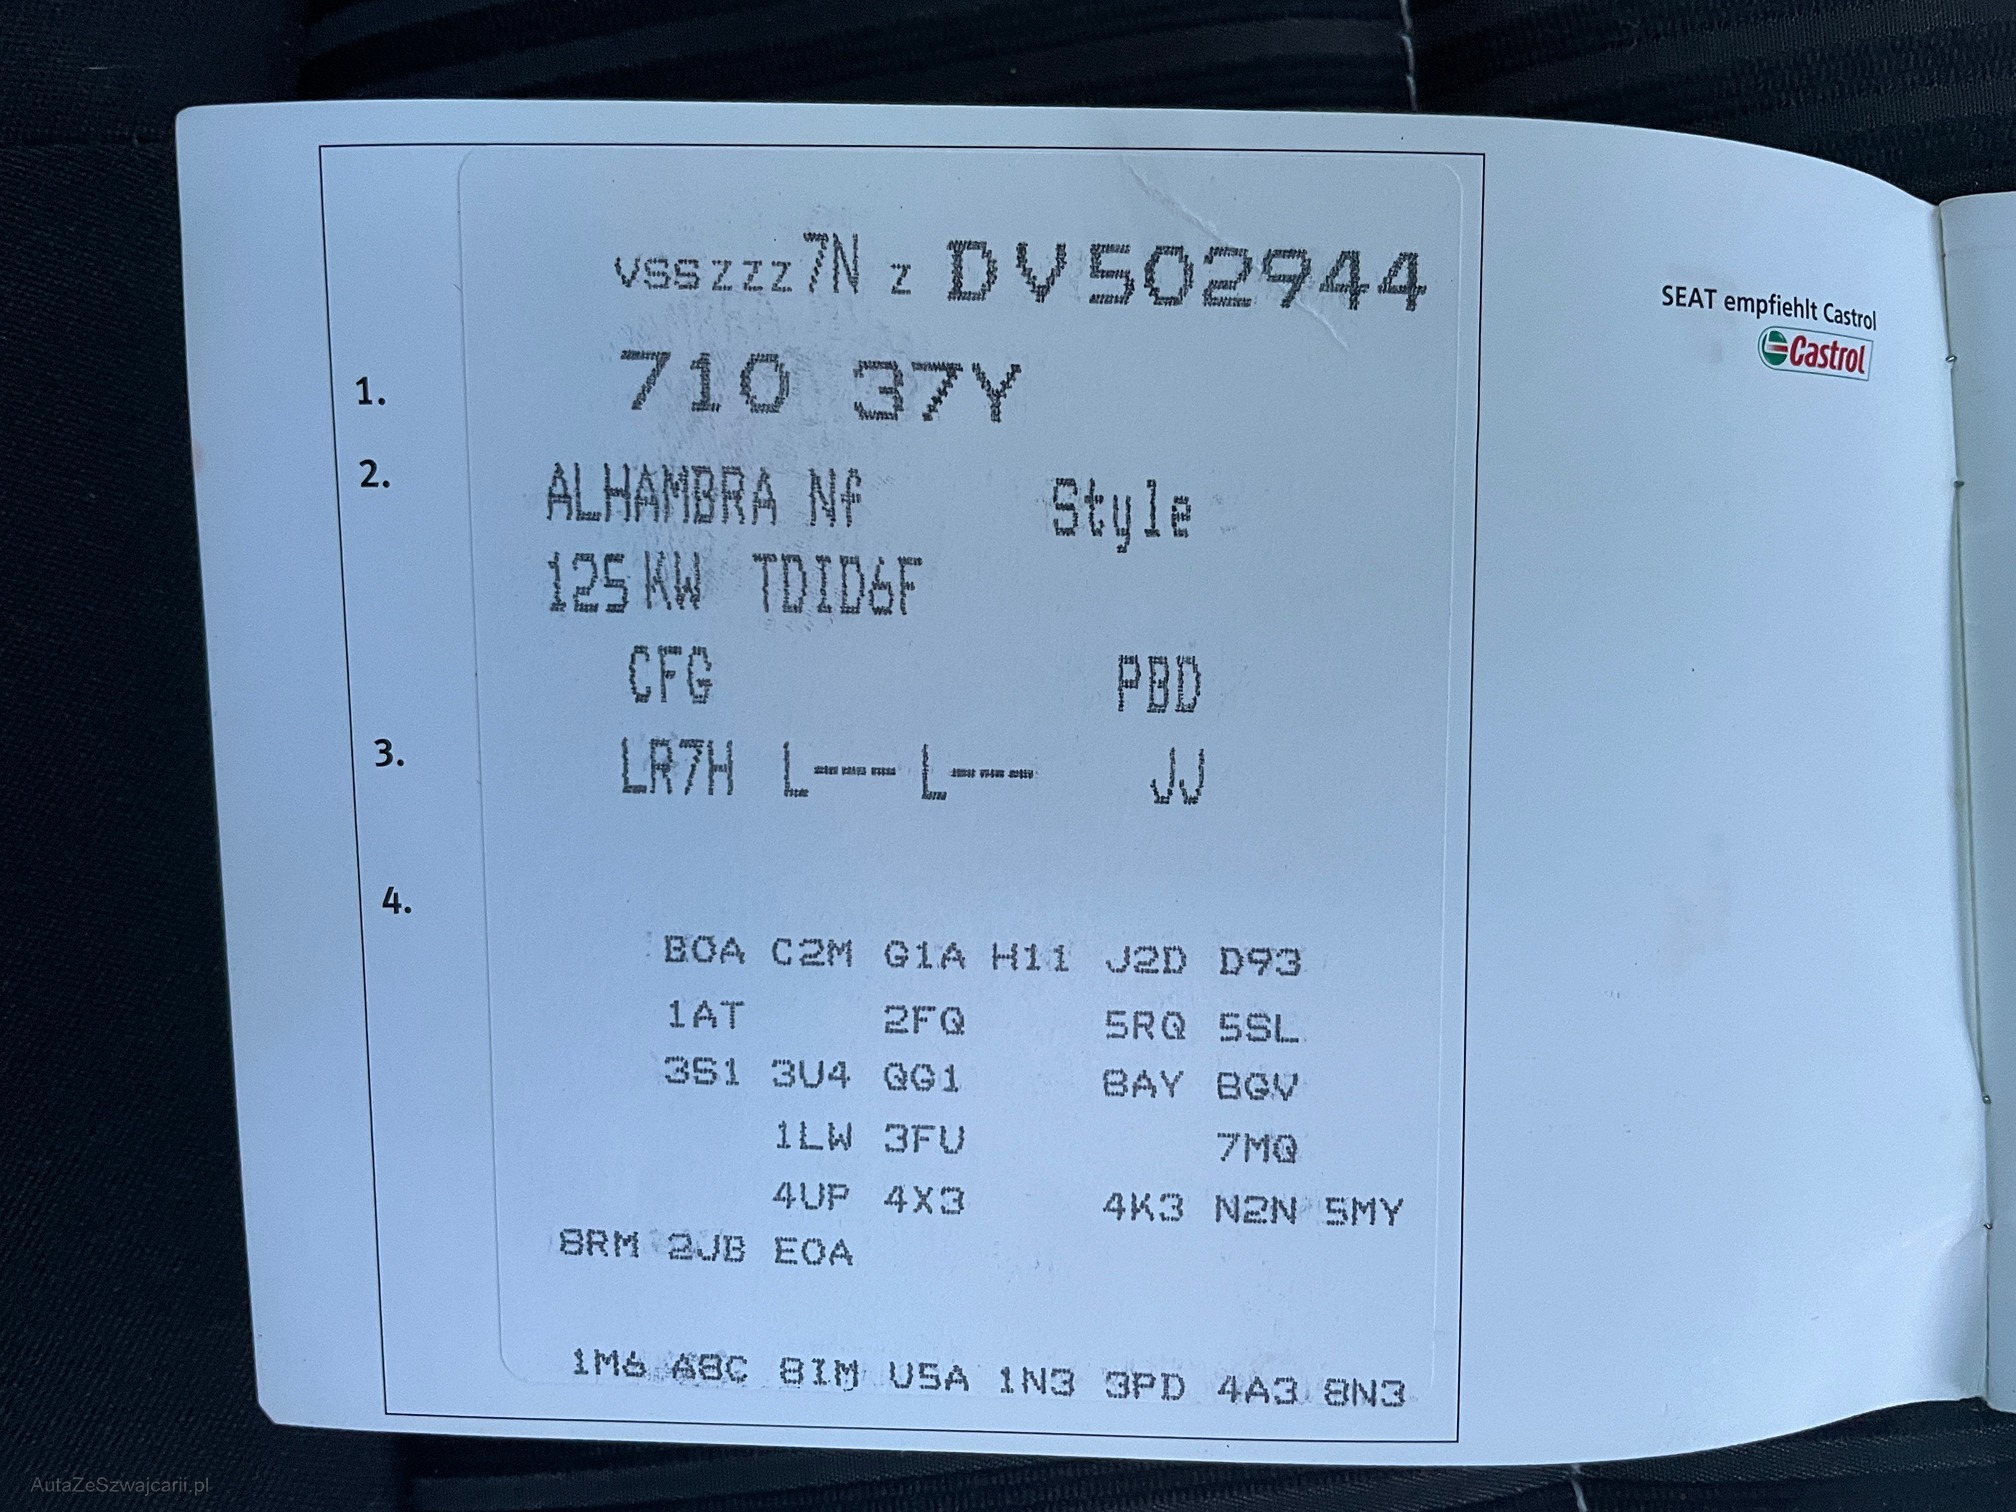 VSSZZZ7N Z DV502944
1. 710 37Y
2. ALHAMBRA Nf Style
125KW TDID6F
CFG PBD
3. LR7H L--- L--- JJ
4.
B0A C2M G1A H11 J2D D93
1AT 2FQ 5RQ 5SL
3S1 3U4 QG1 8AY 8GV
1LW 3FU 7MQ
4UP 4X3 4K3 N2N 5MY
8RM 2JB E0A
1M6 A8C 8IM U5A 1N3 3PD 4A3 8N3
SEAT empfiehlt Castrol
Castrol
AutaZeSzwajcarii.pl